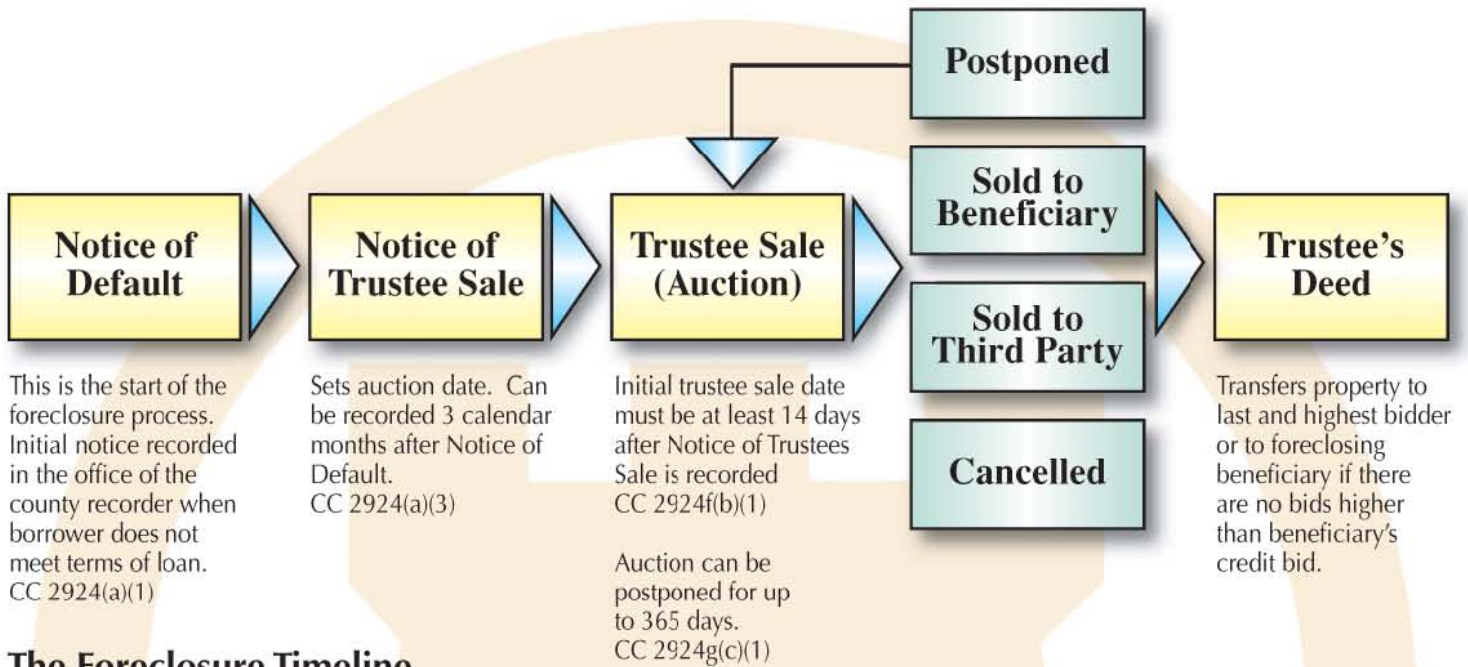 Postponed
Notice of
Default
Notice of
Trustee Sale
Trustee Sale
(Auction)
Sold to
Beneficiary
Sold to
Third Party
Cancelled
Trustee's
Deed
This is the start of the
foreclosure process.
Initial notice recorded
in the office of the
county recorder when
borrower does not
meet terms of loan.
CC 2924(a)(1)
Sets auction date. Can
be recorded 3 calendar
months after Notice of
Default.
CC 2924(a)(3)
Initial trustee sale date
must be at least 14 days
after Notice of Trustees
Sale is recorded
CC 2924f(b)(1)
Auction can be
postponed for up
to 365 days.
CC 2924g(c)(1)
Transfers property to
last and highest bidder
or to foreclosing
beneficiary if there
are no bids higher
than beneficiary's
credit bid.
The Foreclosure Timeline